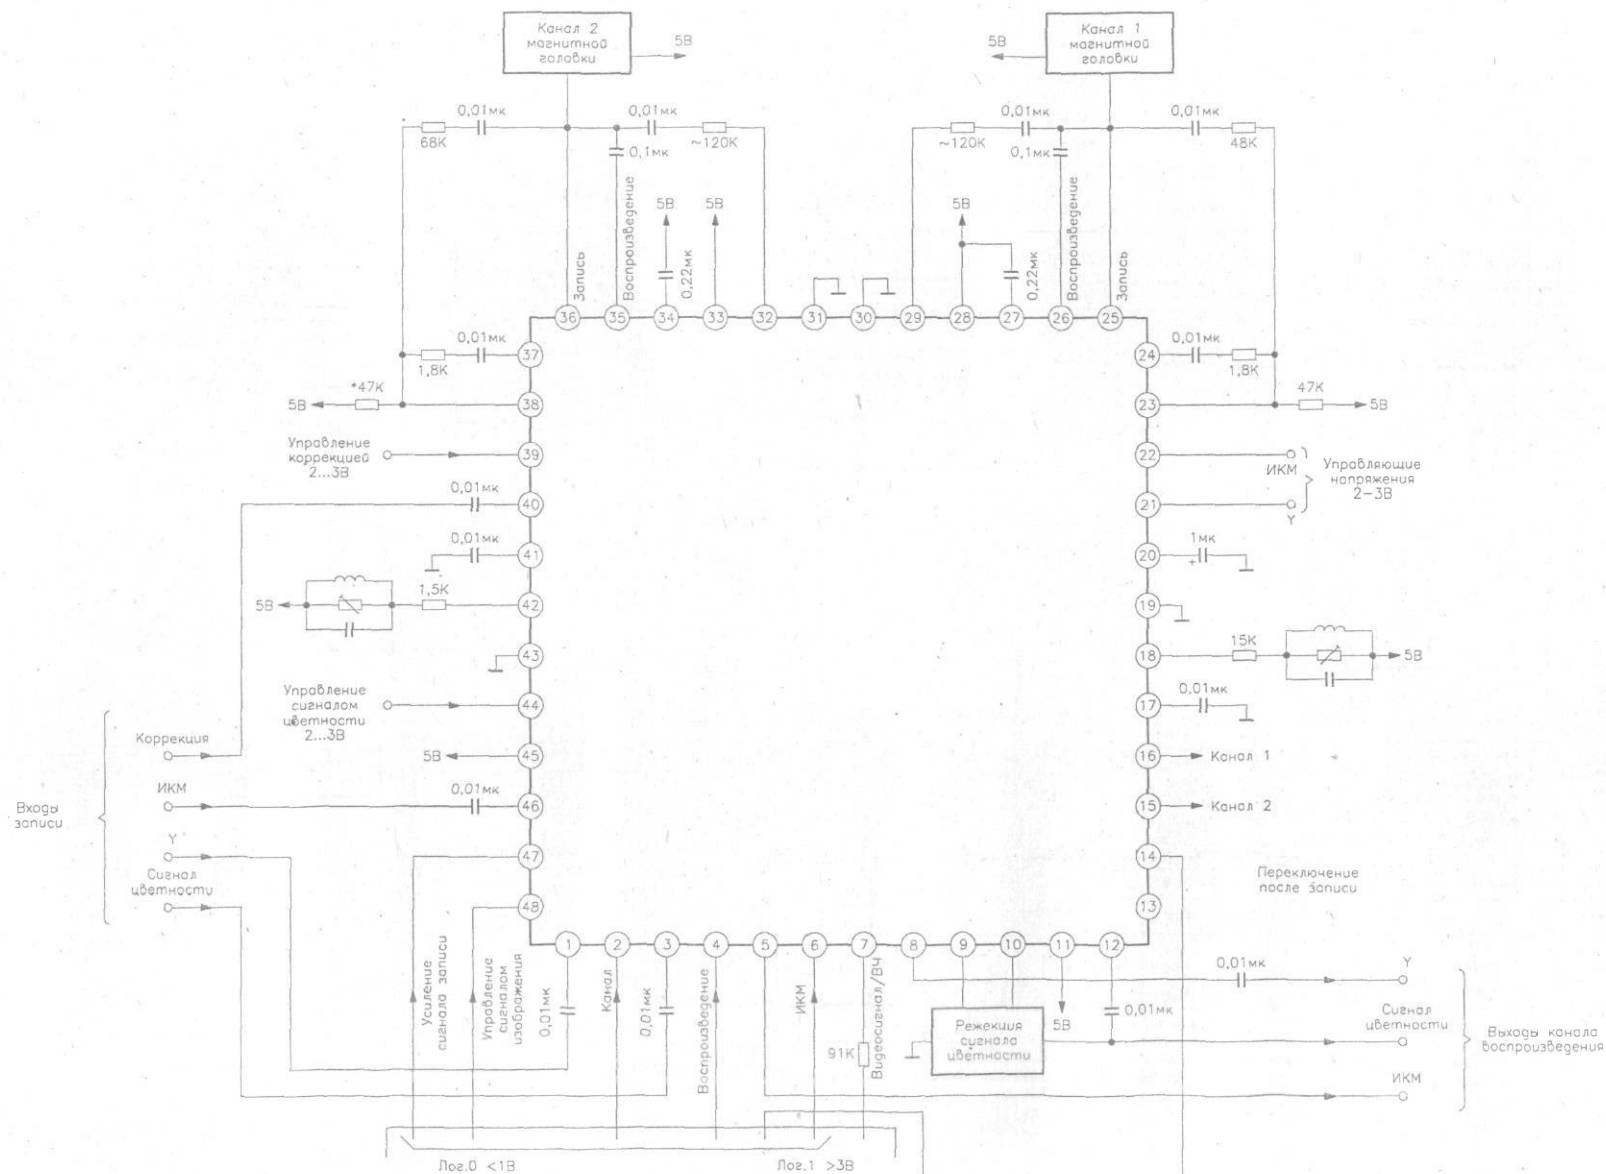 Канал 2
магнитной
головки
5В
Канал 1
магнитной
головки
5В
0,01мк
68К
0,01мк
~120К
0,1мк
0,01мк
~120К
0,1мк
0,01мк
48К
Запись
Воспроизведение
5В
0,22мк
5В
5В
0,22мк
Воспроизведение
Запись
36
35
34
33
32
31
30
29
28
27
26
25
0,01мк
1,8К
37
24
0,01мк
1,8К
5В
*47К
38
23
47К
5В
Управление
коррекцией
2...3В
39
22
ИКМ
Управляющие
напряжения
2-3В
0,01мк
40
21
Y
0,01мк
41
20
1мк
+
5В
1,5К
42
19
43
18
15К
5В
Управление
сигналом
цветности
2...3В
44
17
0,01мк
Коррекция
5В
45
16
Канал 1
ИКМ
0,01мк
46
15
Канал 2
Входы
записи
Y
47
14
Переключение
после записи
Сигнал
цветности
48
13
1
2
3
4
5
6
7
8
9
10
11
12
Усиление
сигнала записи
Управление
сигналом
изображения
0,01мк
Канал
0,01мк
Воспроизведение
ИКМ
91К
Видеосигнал/ВЧ
Режекция
сигнала
цветности
5В
0,01мк
0,01мк
Y
Сигнал
цветности
ИКМ
Выходы канала
воспроизведения
Лог.0 <1В
Лог.1 >3В